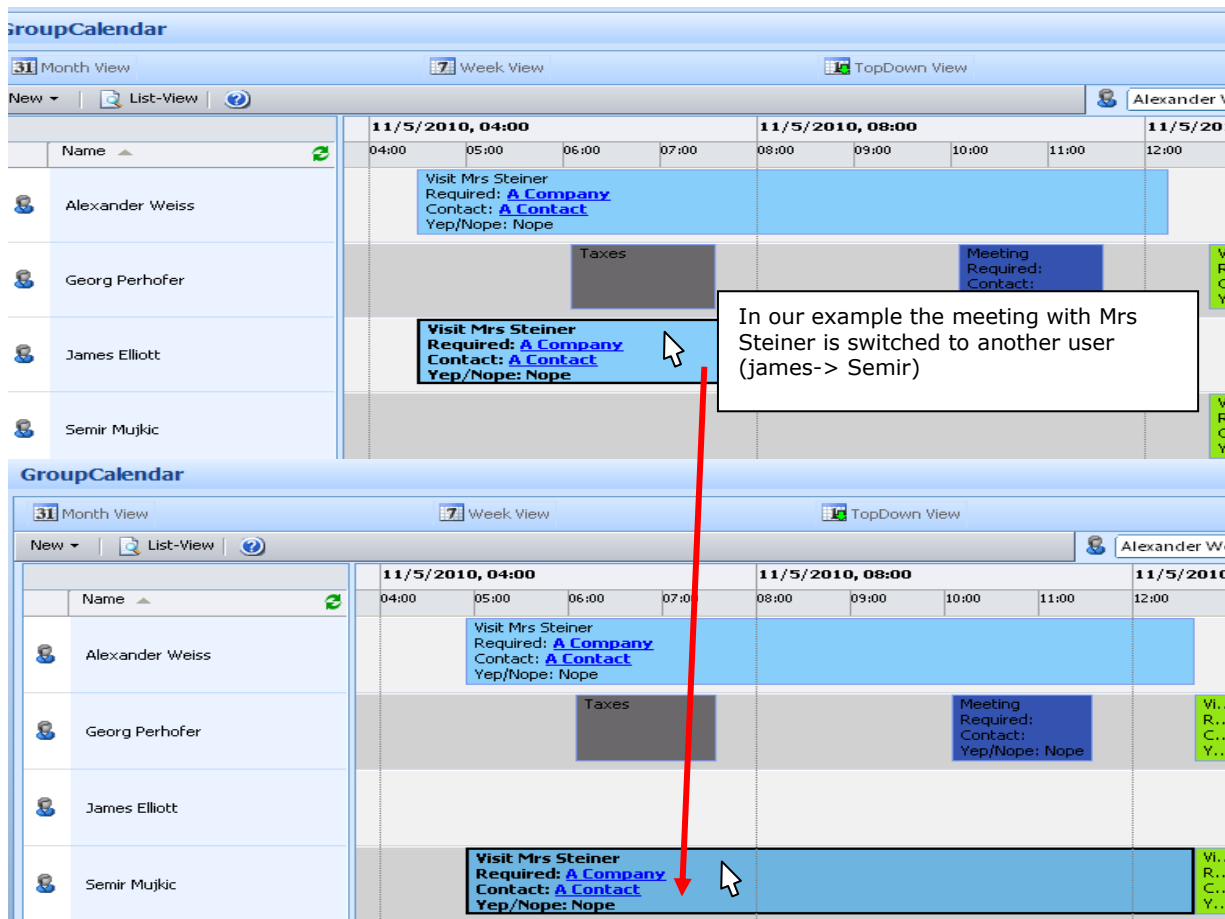 GroupCalendar
31 Month View 7 Week View TopDown View
New List-View Alexander
11/5/2010, 04:00 11/5/2010, 08:00 11/5/20
Name 04:00 05:00 06:00 07:00 08:00 09:00 10:00 11:00 12:00
Alexander Weiss
Visit Mrs Steiner
Required: A Company
Contact: A Contact
Yep/Nope: Nope
Georg Perhofer
Taxes
Meeting
Required:
Contact:
James Elliott
Visit Mrs Steiner
Required: A Company
Contact: A Contact
Yep/Nope: Nope
In our example the meeting with Mrs
Steiner is switched to another user
(james-> Semir)
Semir Mujkic
GroupCalendar
31 Month View 7 Week View TopDown View
New List-View Alexander We
11/5/2010, 04:00 11/5/2010, 08:00 11/5/2010
Name 04:00 05:00 06:00 07:00 08:00 09:00 10:00 11:00 12:00
Alexander Weiss
Visit Mrs Steiner
Required: A Company
Contact: A Contact
Yep/Nope: Nope
Georg Perhofer
Taxes
Meeting
Required:
Contact:
Yep/Nope: Nope
Vi..
R..
C..
Y..
James Elliott
Semir Mujkic
Visit Mrs Steiner
Required: A Company
Contact: A Contact
Yep/Nope: Nope
Vi..
R..
C..
Y..